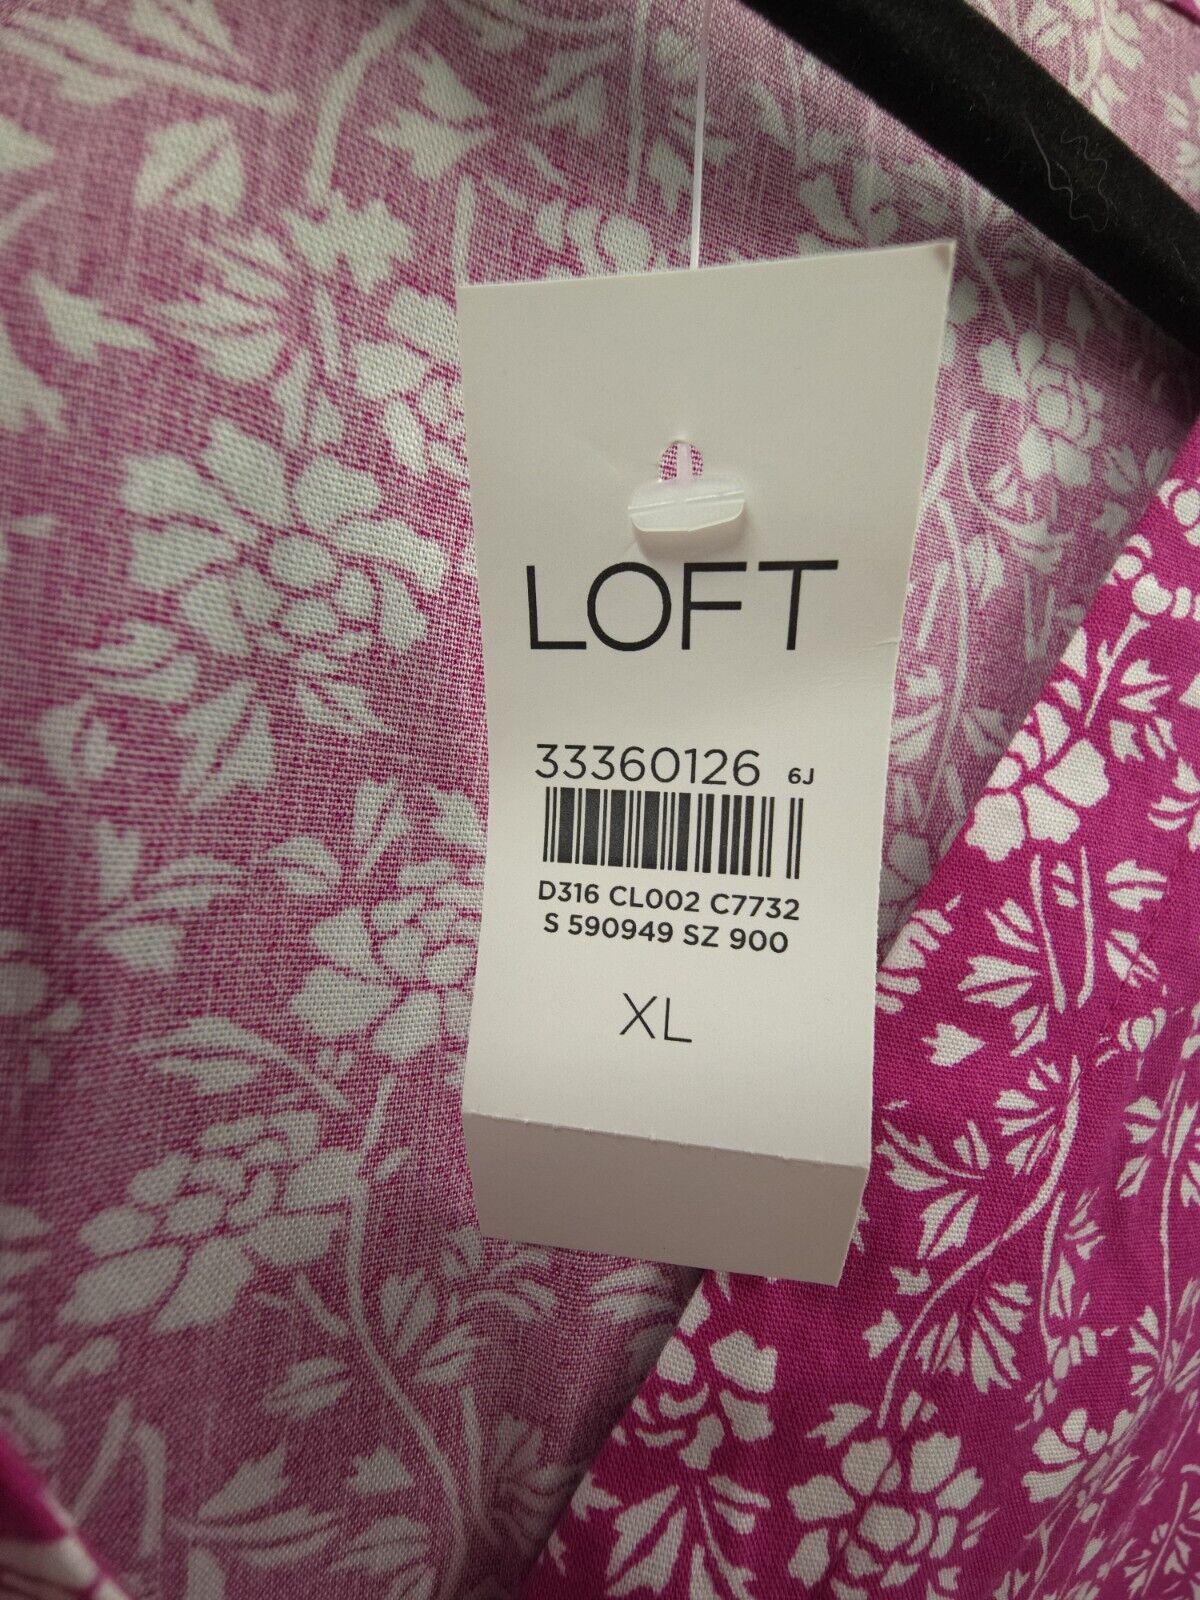 LOFT
33360126 6J
D316 CL002 C7732
S 590949 SZ 900
XL